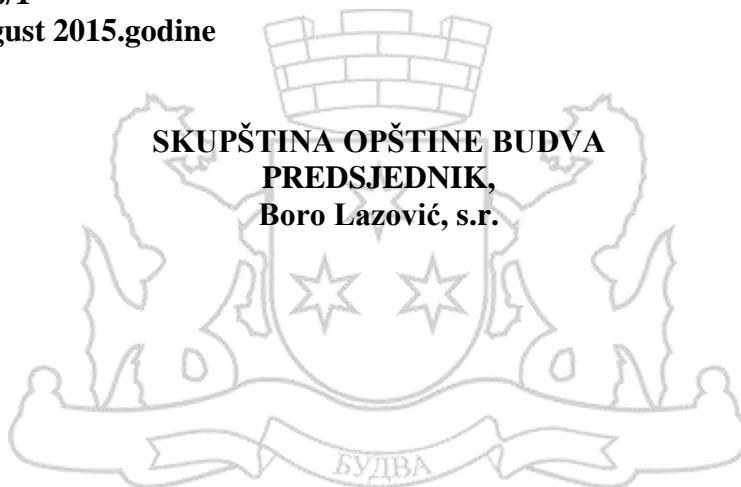 gust 2015.godine
SKUPŠTINA OPŠTINE BUDVA
PREDSJEDNIK,
Boro Lazović, s.r.
БУДВА